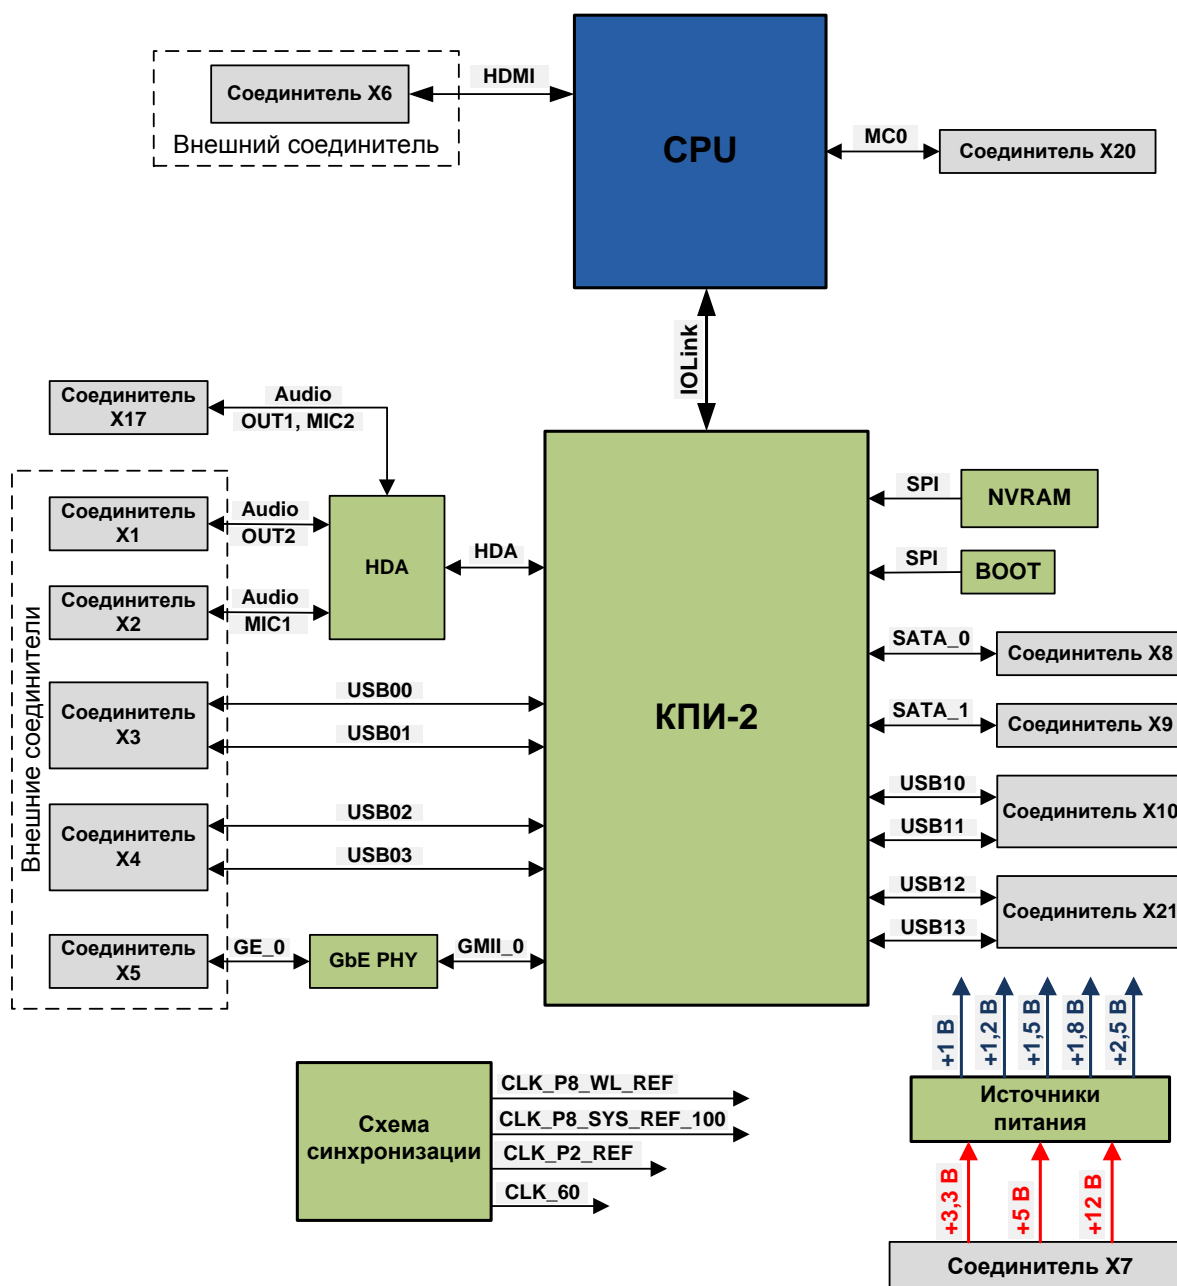 Соединитель X6
HDMI
Внешний соединитель
CPU
MC0
Соединитель X20
IOLink
Соединитель
X17
Audio
OUT1, MIC2
Внешние соединители
Соединитель
X1
Audio
OUT2
Соединитель
X2
Audio
MIC1
HDA
HDA
Соединитель
X3
USB00
USB01
Соединитель
X4
USB02
USB03
Соединитель
X5
GE_0
GbE PHY
GMII_0
КПИ-2
SPI
NVRAM
SPI
BOOT
SATA_0
Соединитель X8
SATA_1
Соединитель X9
USB10
USB11
Соединитель X10
USB12
USB13
Соединитель X21
Схема
синхронизации
CLK_P8_WL_REF
CLK_P8_SYS_REF_100
CLK_P2_REF
CLK_60
+1 В
+1,2 В
+1,5 В
+1,8 В
+2,5 В
Источники
питания
+3,3 В
+5 В
+12 В
Соединитель X7